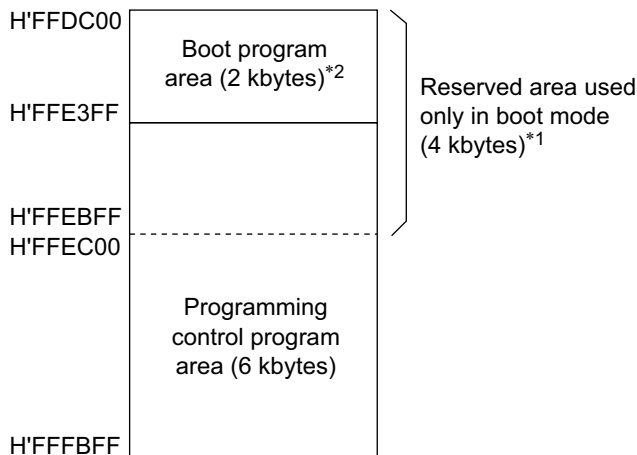 H'FFDC00
Boot program
area (2 kbytes)*2
H'FFE3FF
Reserved area used
only in boot mode
(4 kbytes)*1
H'FFEBFF
H'FFEC00
Programming
control program
area (6 kbytes)
H'FFFBFF